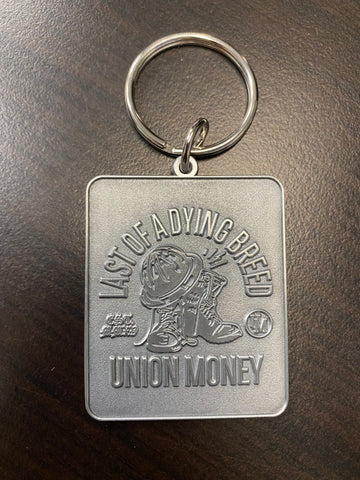 LAST OF A DYING BREED
UNION MONEY